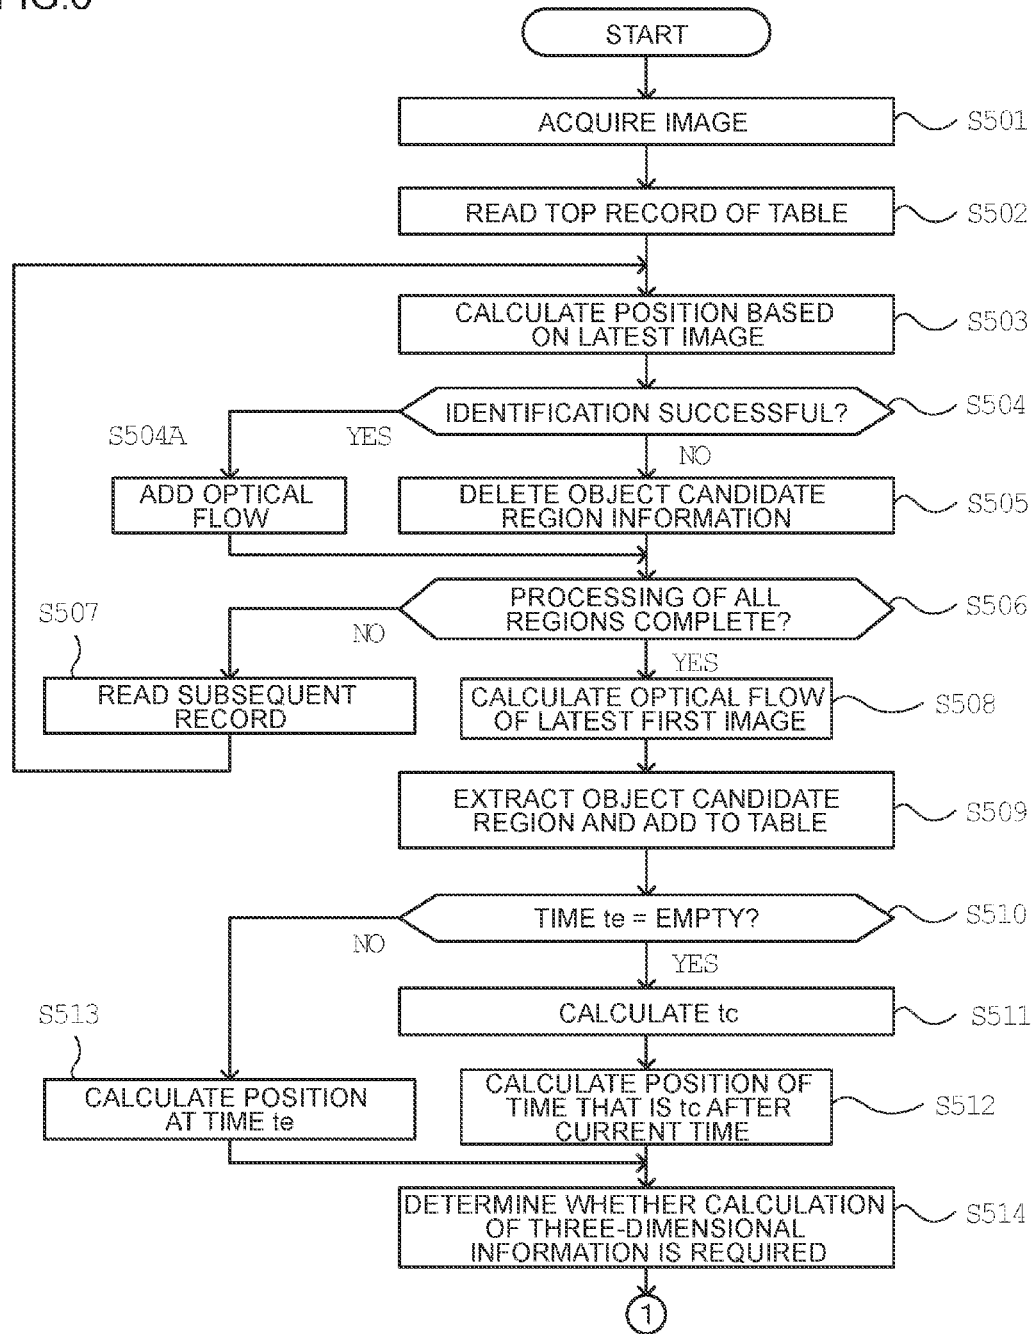 FIG.6
START
ACQUIRE IMAGE
S501
READ TOP RECORD OF TABLE
S502
CALCULATE POSITION BASED
ON LATEST IMAGE
S503
IDENTIFICATION SUCCESSFUL?
S504
S504A
YES
NO
ADD OPTICAL
FLOW
DELETE OBJECT CANDIDATE
REGION INFORMATION
S505
PROCESSING OF ALL
REGIONS COMPLETE?
S506
S507
NO
YES
READ SUBSEQUENT
RECORD
CALCULATE OPTICAL FLOW
OF LATEST FIRST IMAGE
S508
EXTRACT OBJECT CANDIDATE
REGION AND ADD TO TABLE
S509
TIME te = EMPTY?
S510
NO
YES
CALCULATE tc
S511
S513
CALCULATE POSITION
AT TIME te
CALCULATE POSITION OF
TIME THAT IS tc AFTER
CURRENT TIME
S512
DETERMINE WHETHER CALCULATION
OF THREE-DIMENSIONAL
INFORMATION IS REQUIRED
S514
1